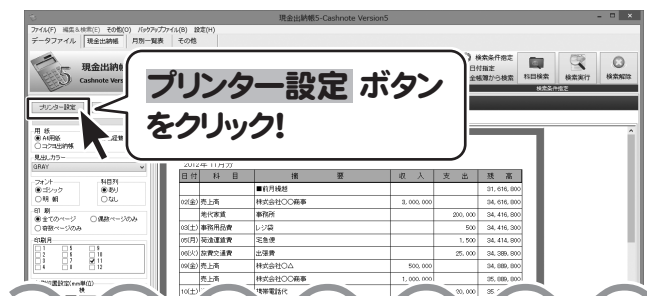 現金出納帳5-Cashnote Version5
ファイル(F) 編集&検索(E) その他(O) バックアップファイル(B) 設定(H)
データファイル 現金出納帳 月別一覧表 その他
現金出納帳
Cashnote Vers
検索条件指定
日付指定
全帳簿から検索
科目検索 検索実行 検索解除
検索条件指定
プリンター設定 ボタン
をクリック!
プリンター設定
用 紙
A4用紙
コクヨ出納帳
見出しカラー
GRAY
フォント
ゴシック
明 朝
科目列
あり
なし
印 刷
全てのページ 偶数ページのみ
奇数ページのみ
印刷月
1 5 9
2 6 10
3 7 11
4 8 12
2012年 11月分
日付 科 目 摘 要 収 入 支 出 残 高
■前月繰越 31,616,800
02(金) 売上高 株式会社〇〇商事 3,000,000 34,616,800
地代家賃 事務所 200,000 34,416,800
03(土) 事務用品費 レジ袋 500 34,416,300
05(月) 荷造運賃費 宅急便 1,500 34,414,800
06(火) 旅費交通費 出張費 25,000 34,389,800
09(金) 売上高 株式会社〇△ 500,000 34,889,800
売上高 株式会社〇〇商事 1,000,000 35,889,800
10(土) 携帯電話代 20,000